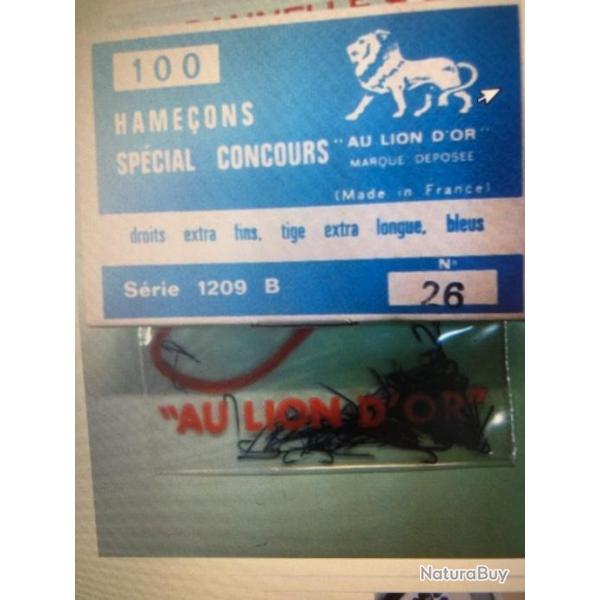 100
HAMEÇONS
SPÉCIAL CONCOURS
"AU LION D'OR"
MARQUE DEPOSÉE
(Made in France)
droits extra fins, tige extra longue, bleus
Série 1209 B
N°
26
"AU LION D'OR"
NaturaBuy